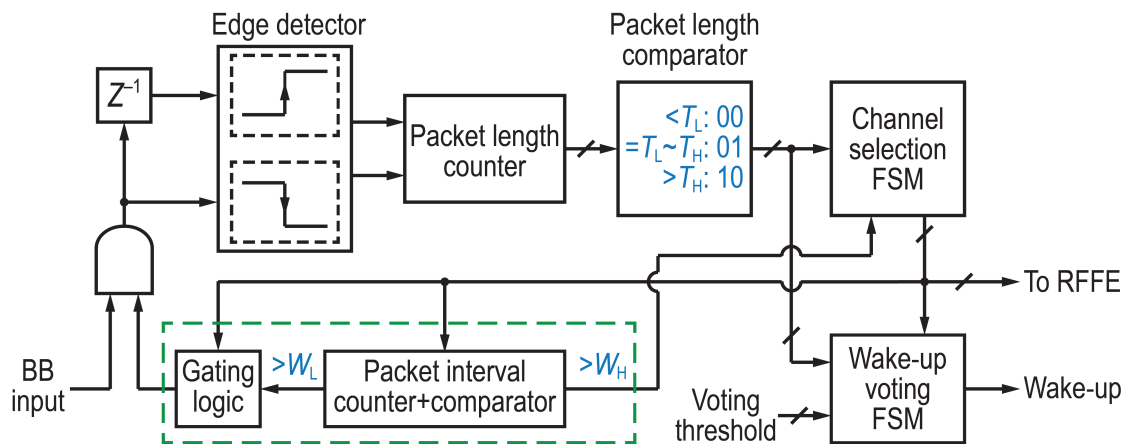 Edge detector
Packet length
comparator
Z⁻¹
Packet length
counter
<T_L: 00
=T_L~T_H: 01
>T_H: 10
Channel
selection
FSM
To RFFE
BB
input
Gating
logic
>W_L
Packet interval
counter+comparator
>W_H
Voting
threshold
Wake-up
voting
FSM
Wake-up